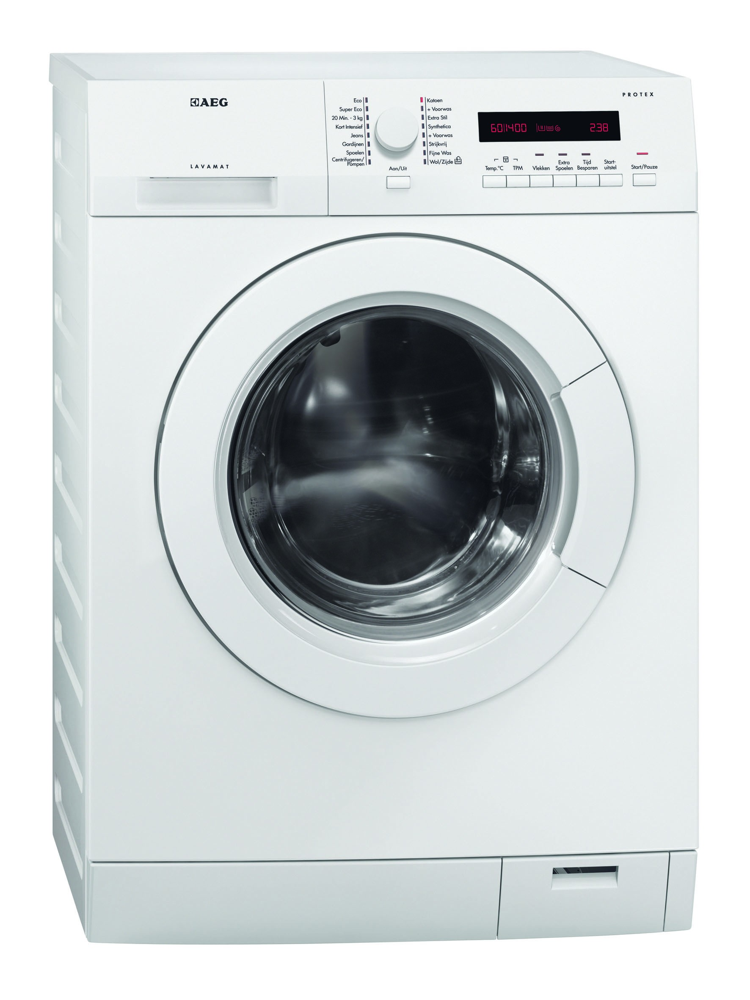 AEG
LAVAMAT
Eco
Super Eco
20 Min. - 3 kg
Kort Intensief
Jeans
Gordijnen
Spoelen
Centrifugeren/
Pompen
Katoen
+ Voorwas
Extra Stil
Synthetica
+ Voorwas
Strijkvrij
Fijne Was
Wol/Zijde
Aan/Uit
PROTEX
60 1400 2.38
Temp.°C
TPM
Vlekken
Extra
Spoelen
Tijd
Besparen
Start-
uitstel
Start/Pauze